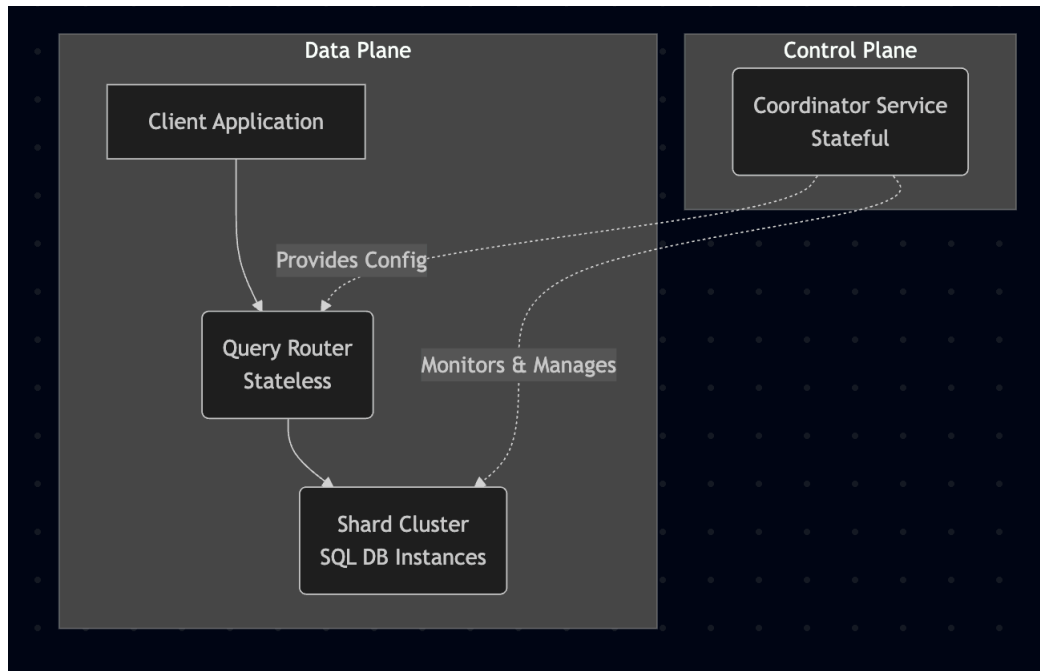 Data Plane
Control Plane
Client Application
Coordinator Service
Stateful
Provides Config
Query Router
Stateless
Monitors & Manages
Shard Cluster
SQL DB Instances